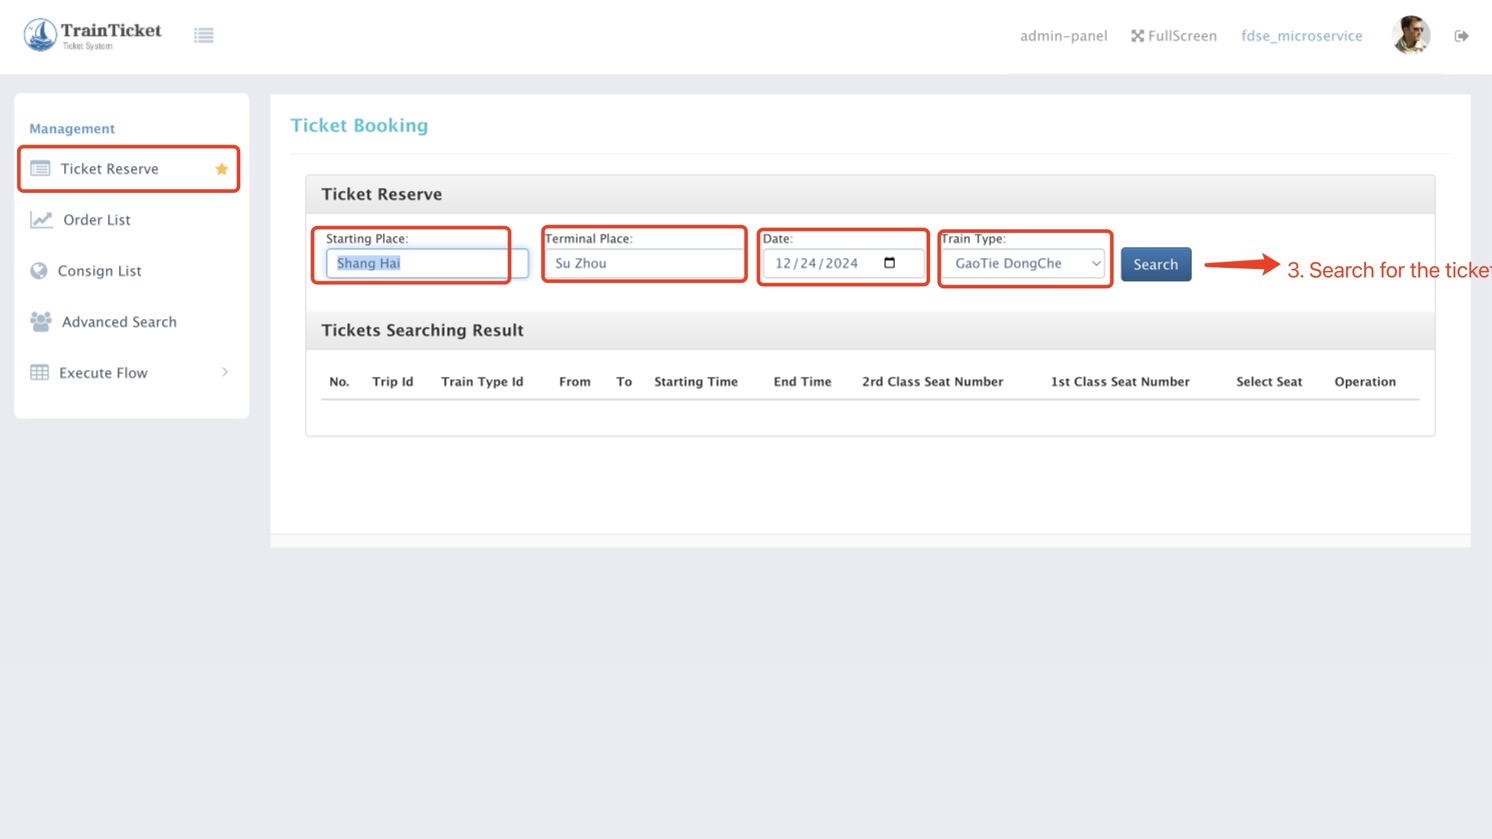 TrainTicket
Ticket System
admin-panel
FullScreen
fdse_microservice
Management
Ticket Reserve
Order List
Consign List
Advanced Search
Execute Flow
Ticket Booking
Ticket Reserve
Starting Place:
Terminal Place:
Date:
Train Type:
Shang Hai
Su Zhou
12/24/2024
GaoTie DongChe
Search
3. Search for the ticket
Tickets Searching Result
No. Trip Id Train Type Id From To Starting Time End Time 2rd Class Seat Number 1st Class Seat Number Select Seat Operation